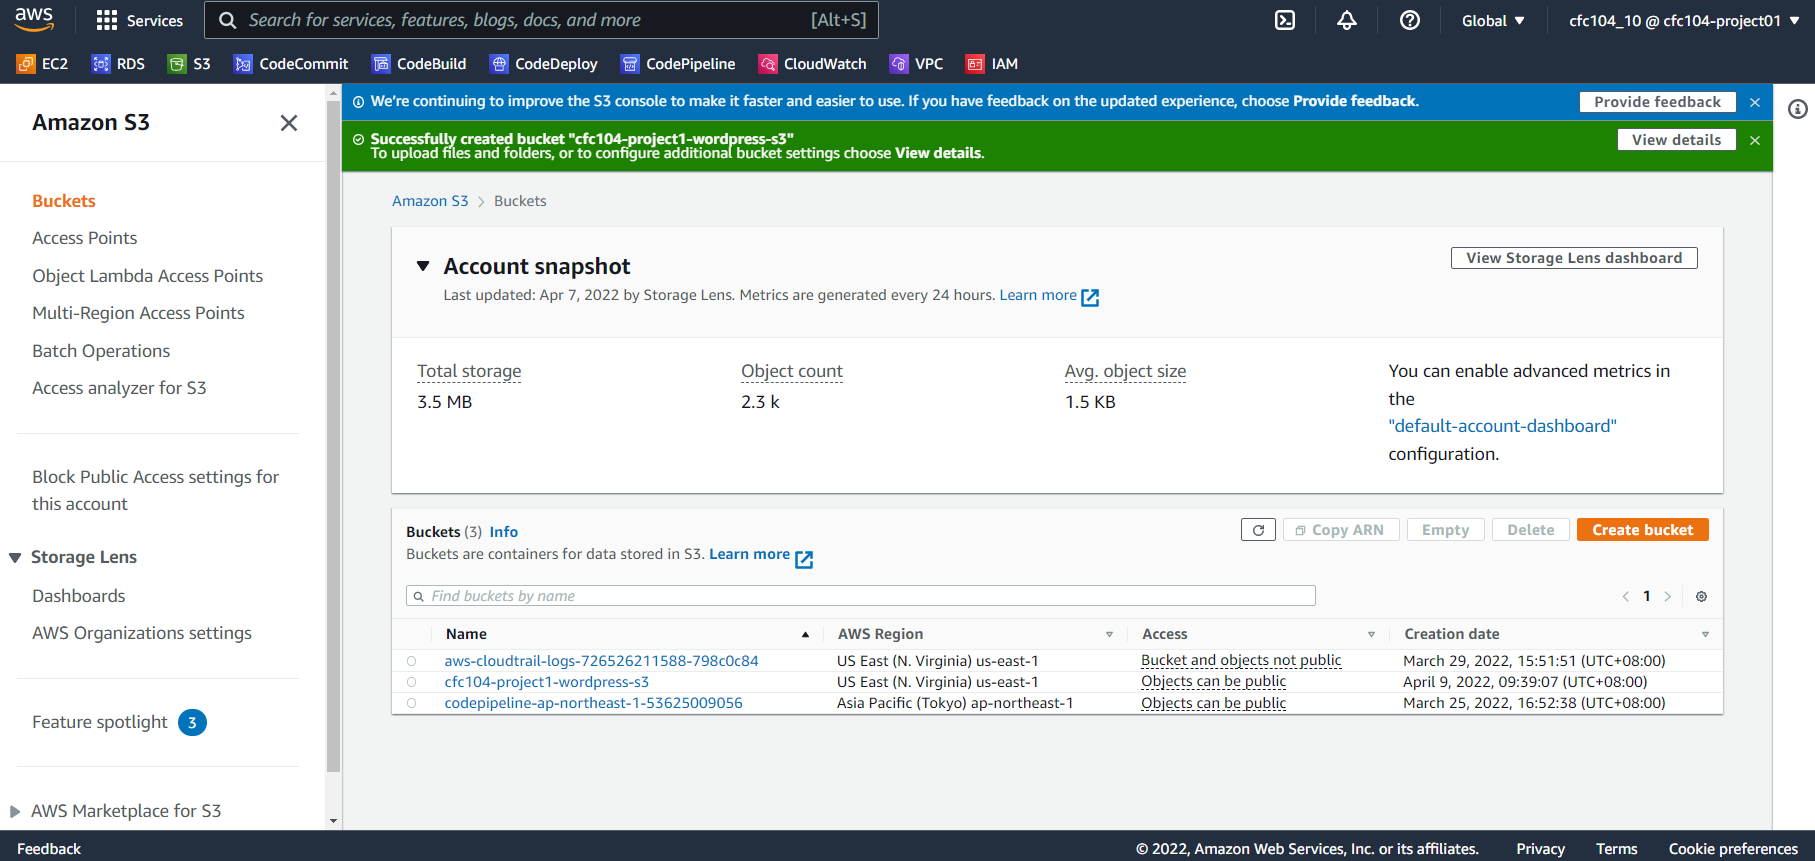 aws
Services
Search for services, features, blogs, docs, and more
[Alt+S]
Global
cfc104_10 @ cfc104-project01
EC2
RDS
S3
CodeCommit
CodeBuild
CodeDeploy
CodePipeline
CloudWatch
VPC
IAM
Amazon S3
Buckets
Access Points
Object Lambda Access Points
Multi-Region Access Points
Batch Operations
Access analyzer for S3
Block Public Access settings for
this account
Storage Lens
Dashboards
AWS Organizations settings
Feature spotlight 3
AWS Marketplace for S3
We're continuing to improve the S3 console to make it faster and easier to use. If you have feedback on the updated experience, choose Provide feedback.
Provide feedback
Successfully created bucket "cfc104-project1-wordpress-s3"
To upload files and folders, or to configure additional bucket settings choose View details.
View details
Amazon S3 > Buckets
Account snapshot
View Storage Lens dashboard
Last updated: Apr 7, 2022 by Storage Lens. Metrics are generated every 24 hours. Learn more
Total storage
3.5 MB
Object count
2.3 k
Avg. object size
1.5 KB
You can enable advanced metrics in
the
"default-account-dashboard"
configuration.
Buckets (3) Info
Buckets are containers for data stored in S3. Learn more
Copy ARN
Empty
Delete
Create bucket
Find buckets by name
< 1 >
Name AWS Region Access Creation date
aws-cloudtrail-logs-726526211588-798c0c84 US East (N. Virginia) us-east-1 Bucket and objects not public March 29, 2022, 15:51:51 (UTC+08:00)
cfc104-project1-wordpress-s3 US East (N. Virginia) us-east-1 Objects can be public April 9, 2022, 09:39:07 (UTC+08:00)
codepipeline-ap-northeast-1-53625009056 Asia Pacific (Tokyo) ap-northeast-1 Objects can be public March 25, 2022, 16:52:38 (UTC+08:00)
Feedback
© 2022, Amazon Web Services, Inc. or its affiliates.
Privacy
Terms
Cookie preferences